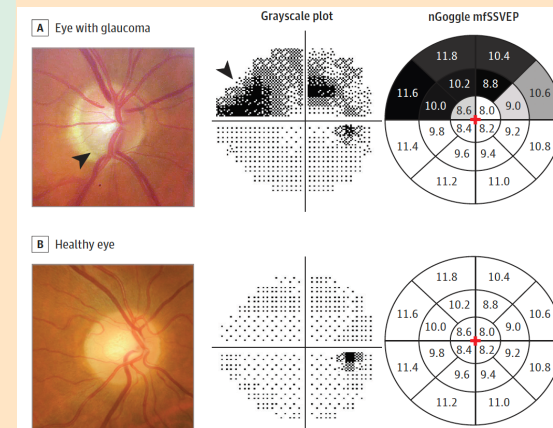 Grayscale plot
nGoggle mfSSVEP
A Eye with glaucoma
11.8 10.4
11.6 10.2 8.8 10.6
10.0 8.6 8.0 9.0
9.8 8.4 8.2 9.2
11.4 9.6 9.4 10.8
11.2 11.0
B Healthy eye
11.8 10.4
11.6 10.2 8.8 10.6
10.0 8.6 8.0 9.0
9.8 8.4 8.2 9.2
11.4 9.6 9.4 10.8
11.2 11.0